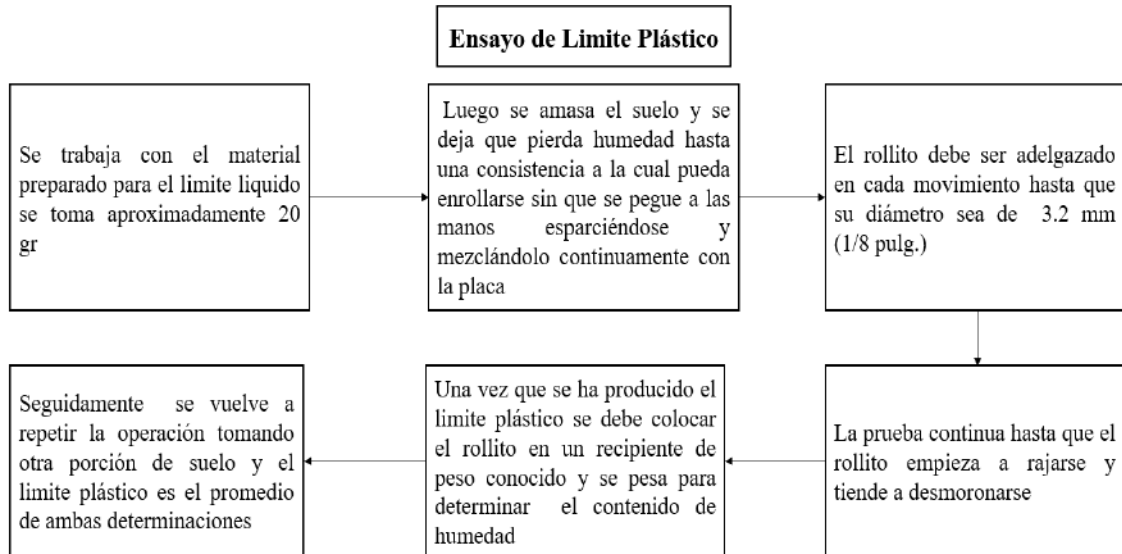 Ensayo de Limite Plástico
Se trabaja con el material
preparado para el limite liquido
se toma aproximadamente 20
gr
Luego se amasa el suelo y se
deja que pierda humedad hasta
una consistencia a la cual pueda
enrollarse sin que se pegue a las
manos esparciéndose y
mezclándolo continuamente con
la placa
El rollito debe ser adelgazado
en cada movimiento hasta que
su diámetro sea de 3.2 mm
(1/8 pulg.)
La prueba continua hasta que el
rollito empieza a rajarse y
tiende a desmoronarse
Una vez que se ha producido el
limite plástico se debe colocar
el rollito en un recipiente de
peso conocido y se pesa para
determinar el contenido de
humedad
Seguidamente se vuelve a
repetir la operación tomando
otra porción de suelo y el
limite plástico es el promedio
de ambas determinaciones